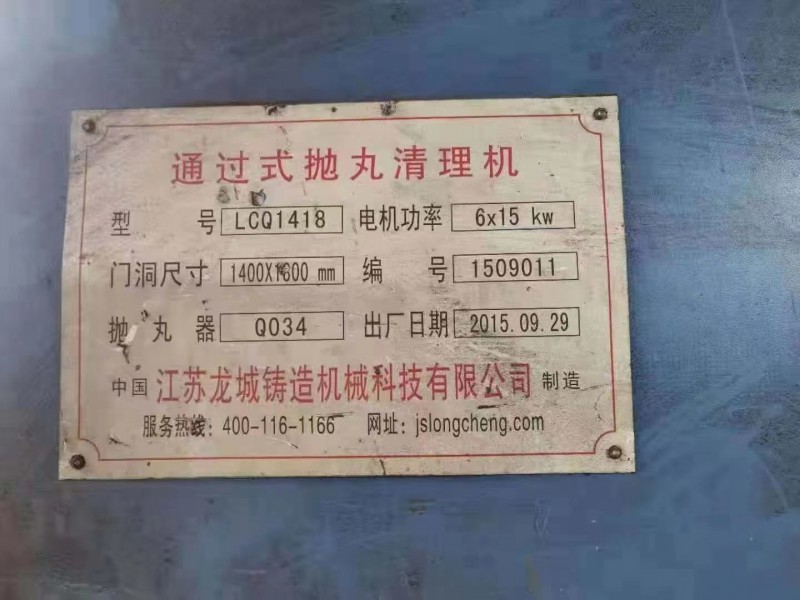 通过式抛丸清理机
型号 LCQ1418 电机功率 6x15 kw
门洞尺寸 1400X1800 mm 编号 1509011
抛丸器 Q034 出厂日期 2015.09.29
中国 江苏龙城铸造机械科技有限公司 制造
服务热线: 400-116-1166 网址: jslongcheng.com